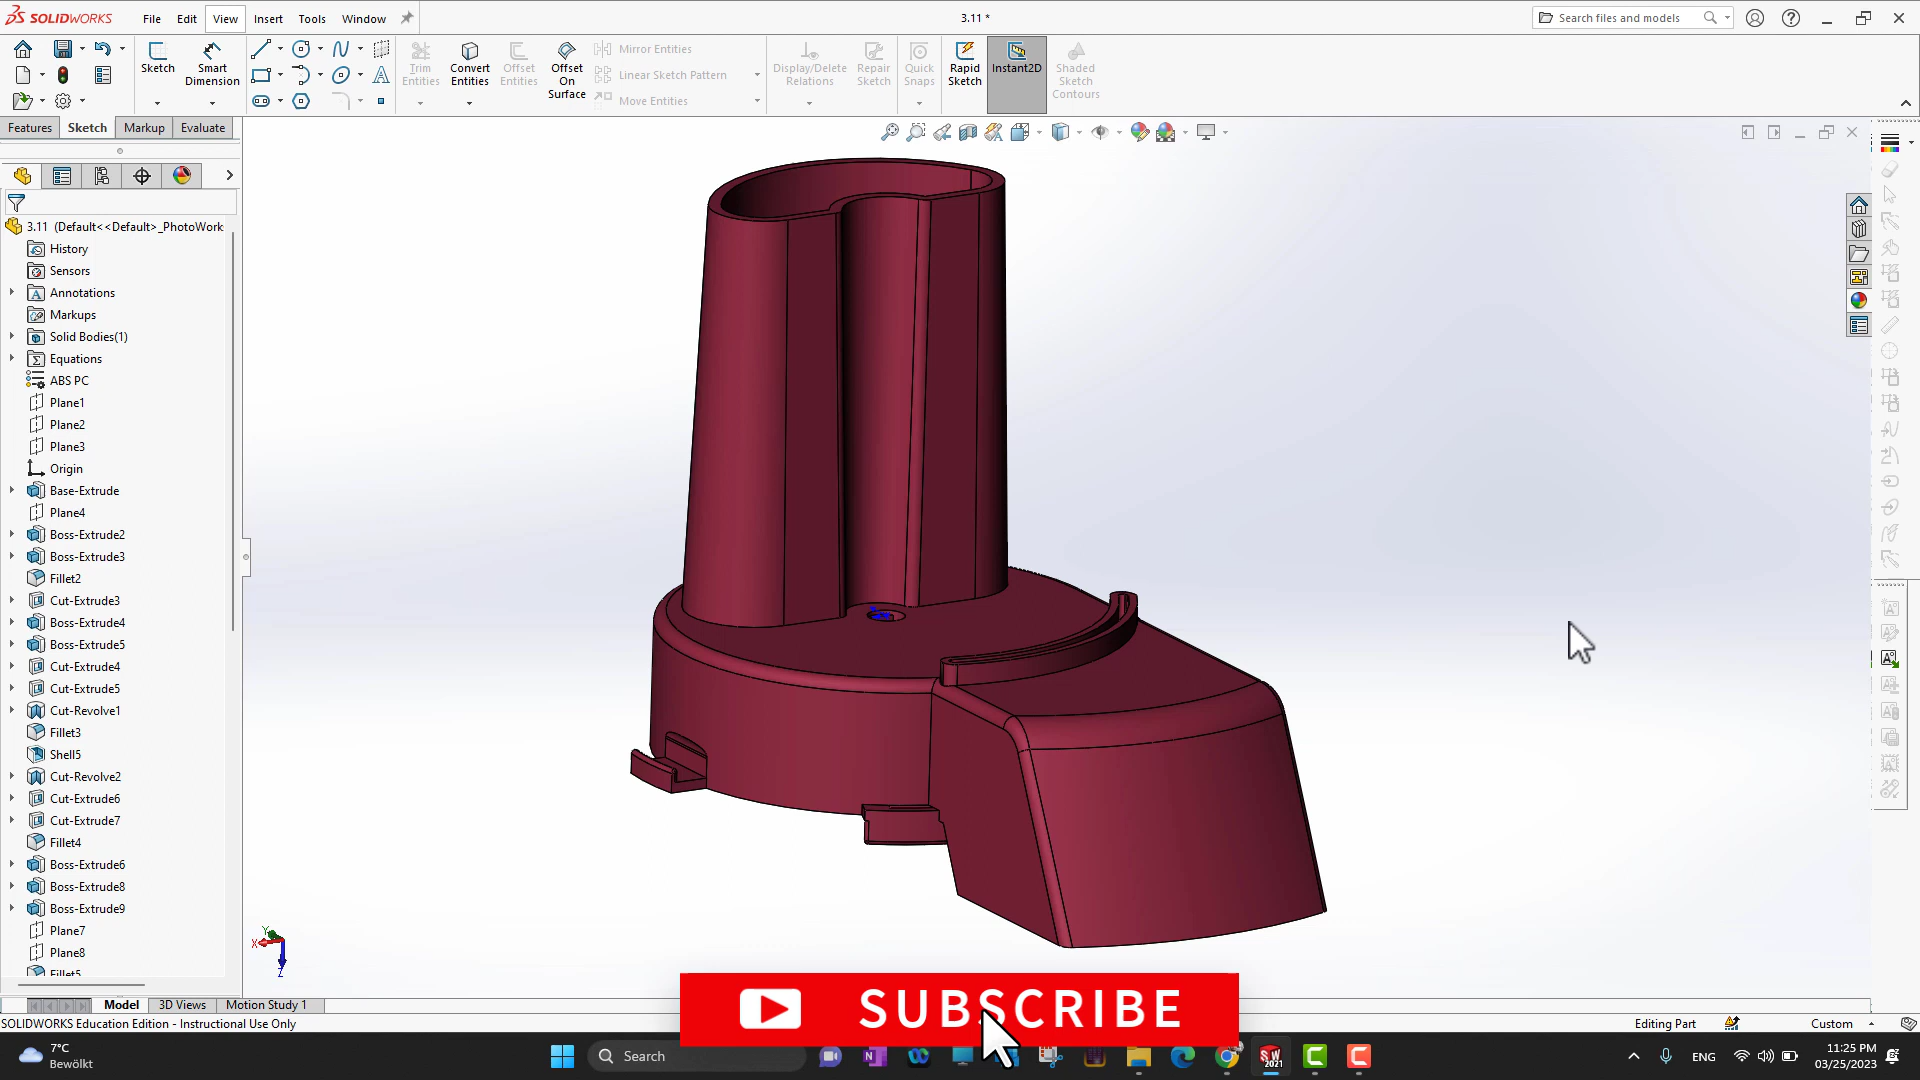 SOLIDWORKS File Edit View Insert Tools Window 3.11 * Search files and models
Sketch Smart Dimension Trim Entities Convert Entities Offset Entities Offset On Surface Mirror Entities Linear Sketch Pattern Move Entities Display/Delete Relations Repair Sketch Quick Snaps Rapid Sketch Instant2D Shaded Sketch Contours
Features Sketch Markup Evaluate
3.11 (Default<<Default>_PhotoWork
History
Sensors
Annotations
Markups
Solid Bodies(1)
Equations
ABS PC
Plane1
Plane2
Plane3
Origin
Base-Extrude
Plane4
Boss-Extrude2
Boss-Extrude3
Fillet2
Cut-Extrude3
Boss-Extrude4
Boss-Extrude5
Cut-Extrude4
Cut-Extrude5
Cut-Revolve1
Fillet3
Shell5
Cut-Revolve2
Cut-Extrude6
Cut-Extrude7
Fillet4
Boss-Extrude6
Boss-Extrude8
Boss-Extrude9
Plane7
Plane8
Fillet5
X Y Z
Model 3D Views Motion Study 1
SUBSCRIBE
SOLIDWORKS Education Edition - Instructional Use Only Editing Part Custom
7°C
Bewölkt
Search
SW
2021
ENG
11:25 PM
03/25/2023